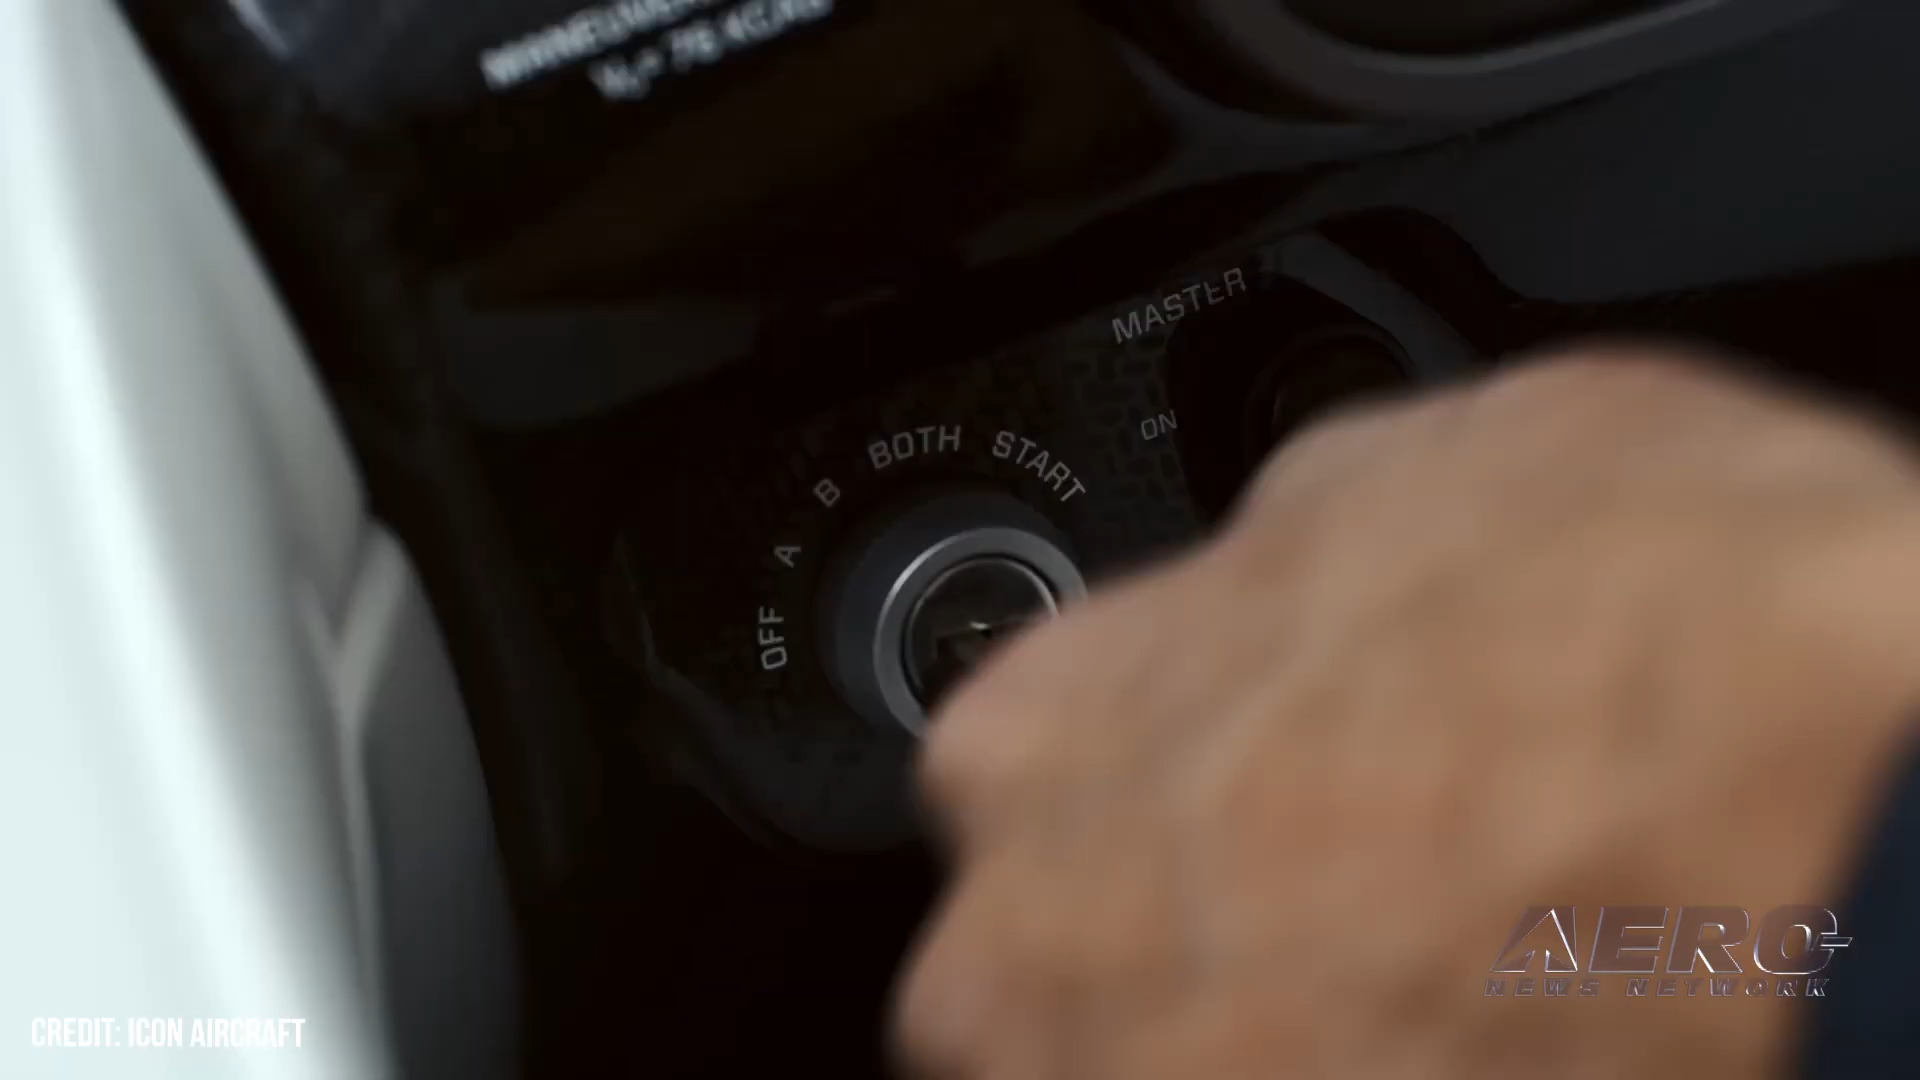 MASTER
ON
BOTH
START
B
A
OFF
AERO
NEWS NETWORK
CREDIT: ICON AIRCRAFT